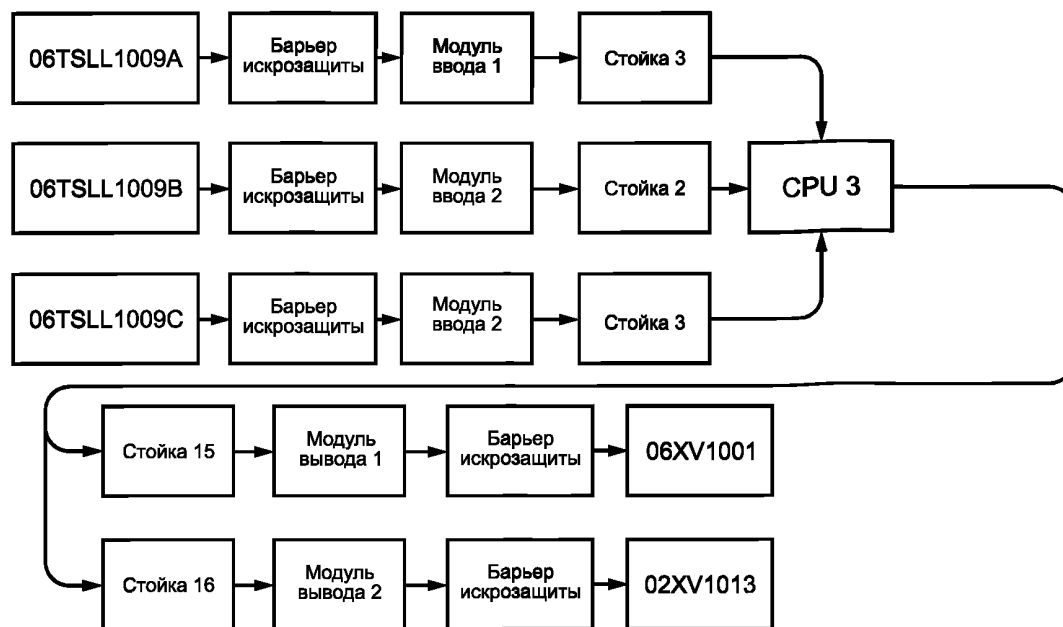 06TSLL1009A
Барьер
искрозащиты
Модуль
ввода 1
Стойка 3
06TSLL1009B
Барьер
искрозащиты
Модуль
ввода 2
Стойка 2
CPU 3
06TSLL1009C
Барьер
искрозащиты
Модуль
ввода 2
Стойка 3
Стойка 15
Модуль
вывода 1
Барьер
искрозащиты
06XV1001
Стойка 16
Модуль
вывода 2
Барьер
искрозащиты
02XV1013